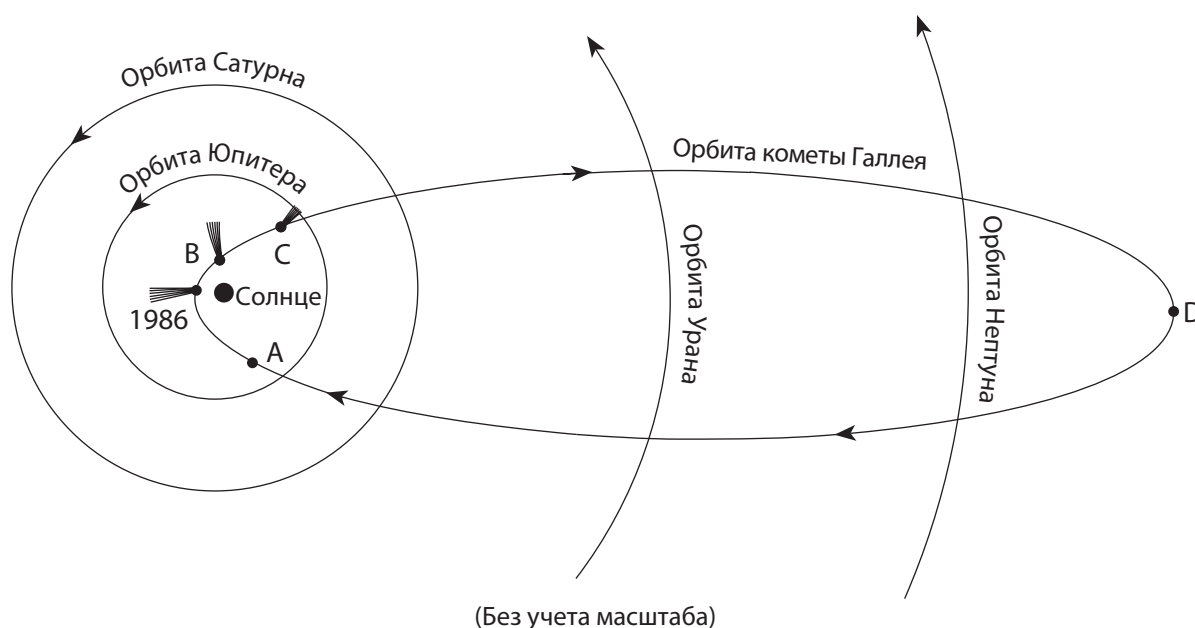 Орбита Сатурна
Орбита Юпитера
Орбита кометы Галлея
B
C
Солнце
1986
A
Орбита Урана
Орбита Нептуна
D
(Без учета масштаба)